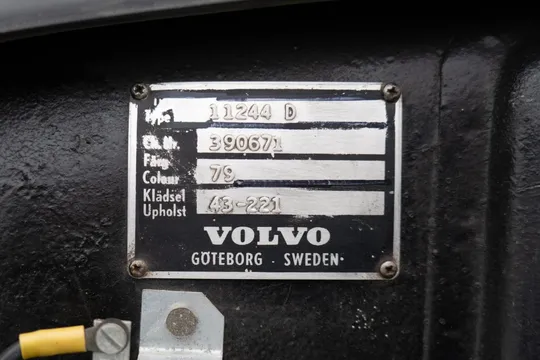 Type 11244 D
Ch. Nr. 390671
Färg
Colour 79
Klädsel
Upholst 43-221
VOLVO
GÖTEBORG · SWEDEN